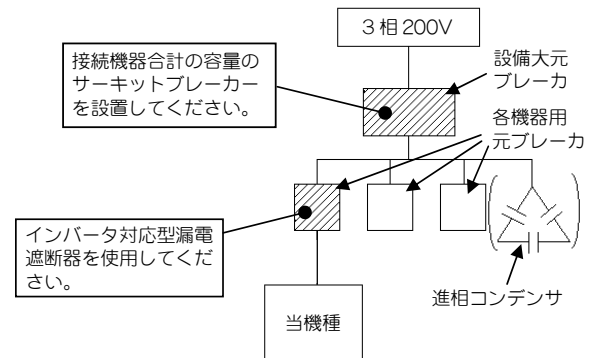 3相200V
接続機器合計の容量の
サーキットブレーカー
を設置してください。
設備大元
ブレーカ
各機器用
元ブレーカ
インバータ対応型漏電
遮断器を使用してくだ
さい。
進相コンデンサ
当機種